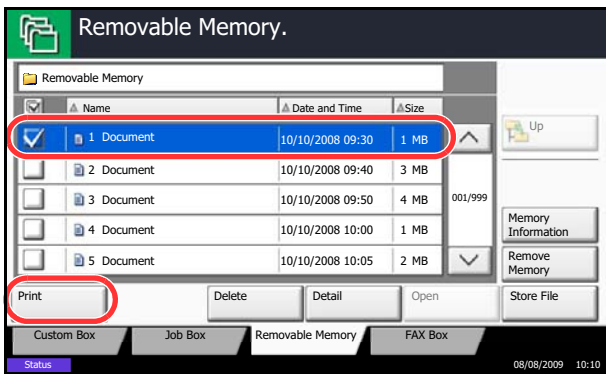 Removable Memory.
Removable Memory
Name Date and Time Size
1 Document 10/10/2008 09:30 1 MB
Up
2 Document 10/10/2008 09:40 3 MB
3 Document 10/10/2008 09:50 4 MB
001/999
4 Document 10/10/2008 10:00 1 MB
Memory
Information
5 Document 10/10/2008 10:05 2 MB
Remove
Memory
Print Delete Detail Open Store File
Custom Box Job Box Removable Memory FAX Box
Status 08/08/2009 10:10